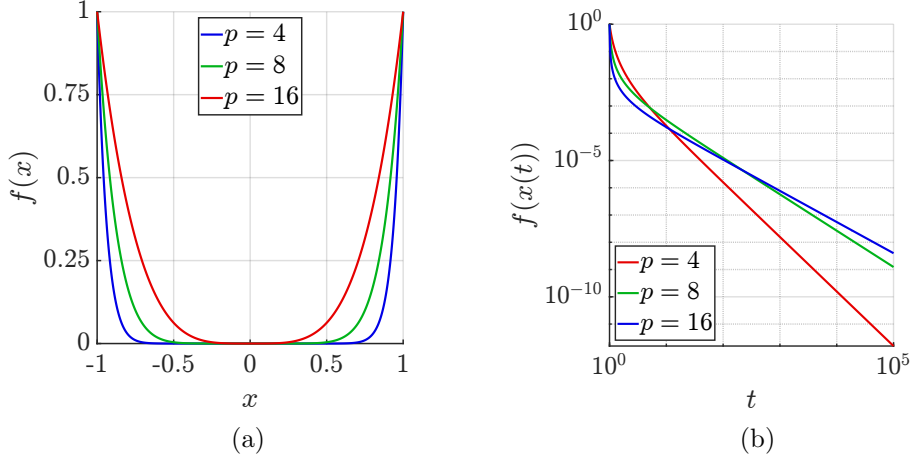 1
0.75
0.5
0.25
0
f(x)
-1
-0.5
0
0.5
1
x
p = 4
p = 8
p = 16
(a)
10^0
10^{-5}
10^{-10}
f(x(t))
10^0
10^5
t
p = 4
p = 8
p = 16
(b)